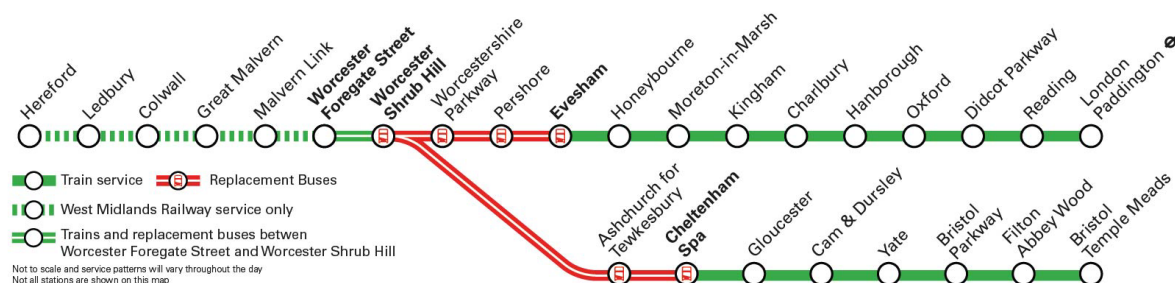 Hereford
Ledbury
Colwall
Great Malvern
Malvern Link
Worcester
Foregate Street
Worcester
Shrub Hill
Worcestershire
Parkway
Pershore
Evesham
Honeybourne
Moreton-in-Marsh
Kingham
Charlbury
Hanborough
Oxford
Didcot Parkway
Reading
London
Paddington
Train service
Replacement Buses
West Midlands Railway service only
Trains and replacement buses betwen
Worcester Foregate Street and Worcester Shrub Hill
Not to scale and service patterns will vary throughout the day
Not all stations are shown on this map
Ashchurch for
Tewkesbury
Cheltenham
Spa
Gloucester
Cam & Dursley
Yate
Bristol
Parkway
Filton
Abbey Wood
Bristol
Temple Meads